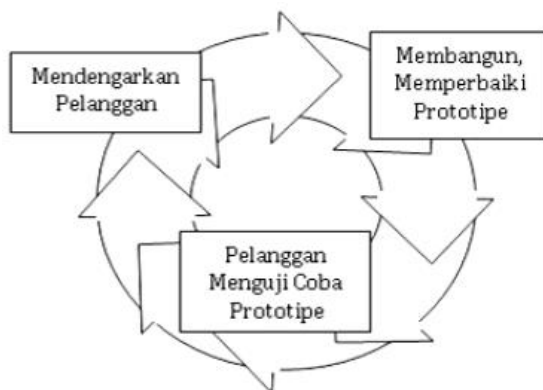 Mendengarkan
Pelanggan
Membangun,
Memperbaiki
Prototipe
Pelanggan
Menguji Coba
Prototipe